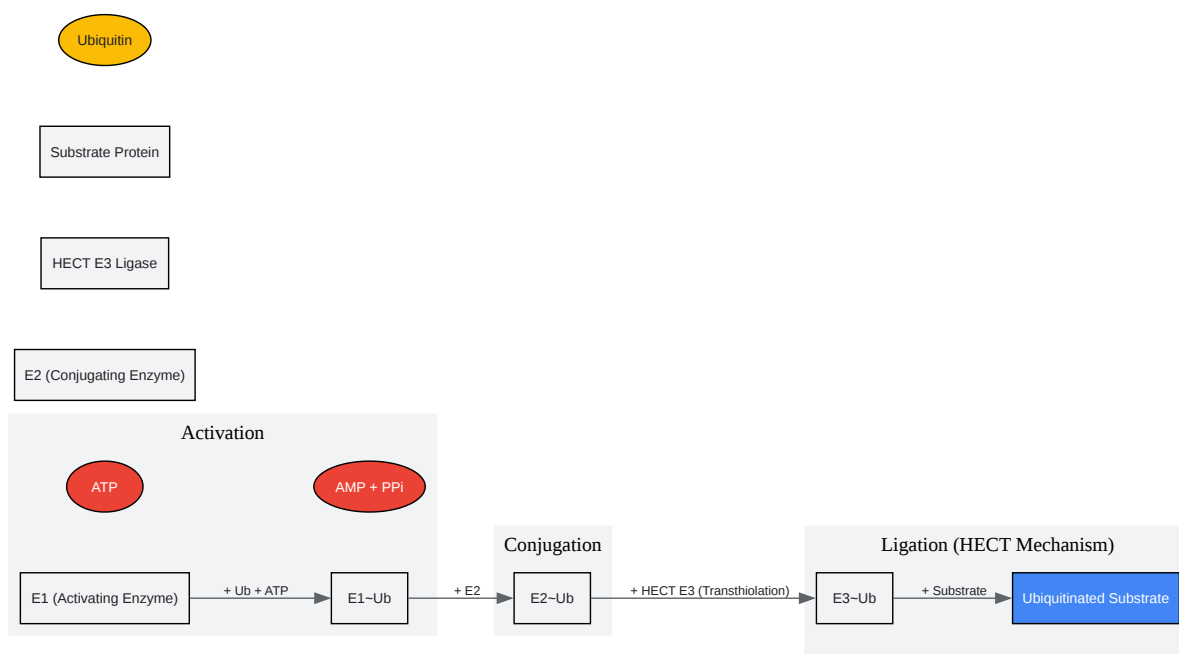 Ubiquitin
Substrate Protein
HECT E3 Ligase
E2 (Conjugating Enzyme)
Activation
ATP
AMP + PPi
Conjugation
Ligation (HECT Mechanism)
E1 (Activating Enzyme)
+ Ub + ATP
E1~Ub
+ E2
E2~Ub
+ HECT E3 (Transthiolation)
E3~Ub
+ Substrate
Ubiquitinated Substrate